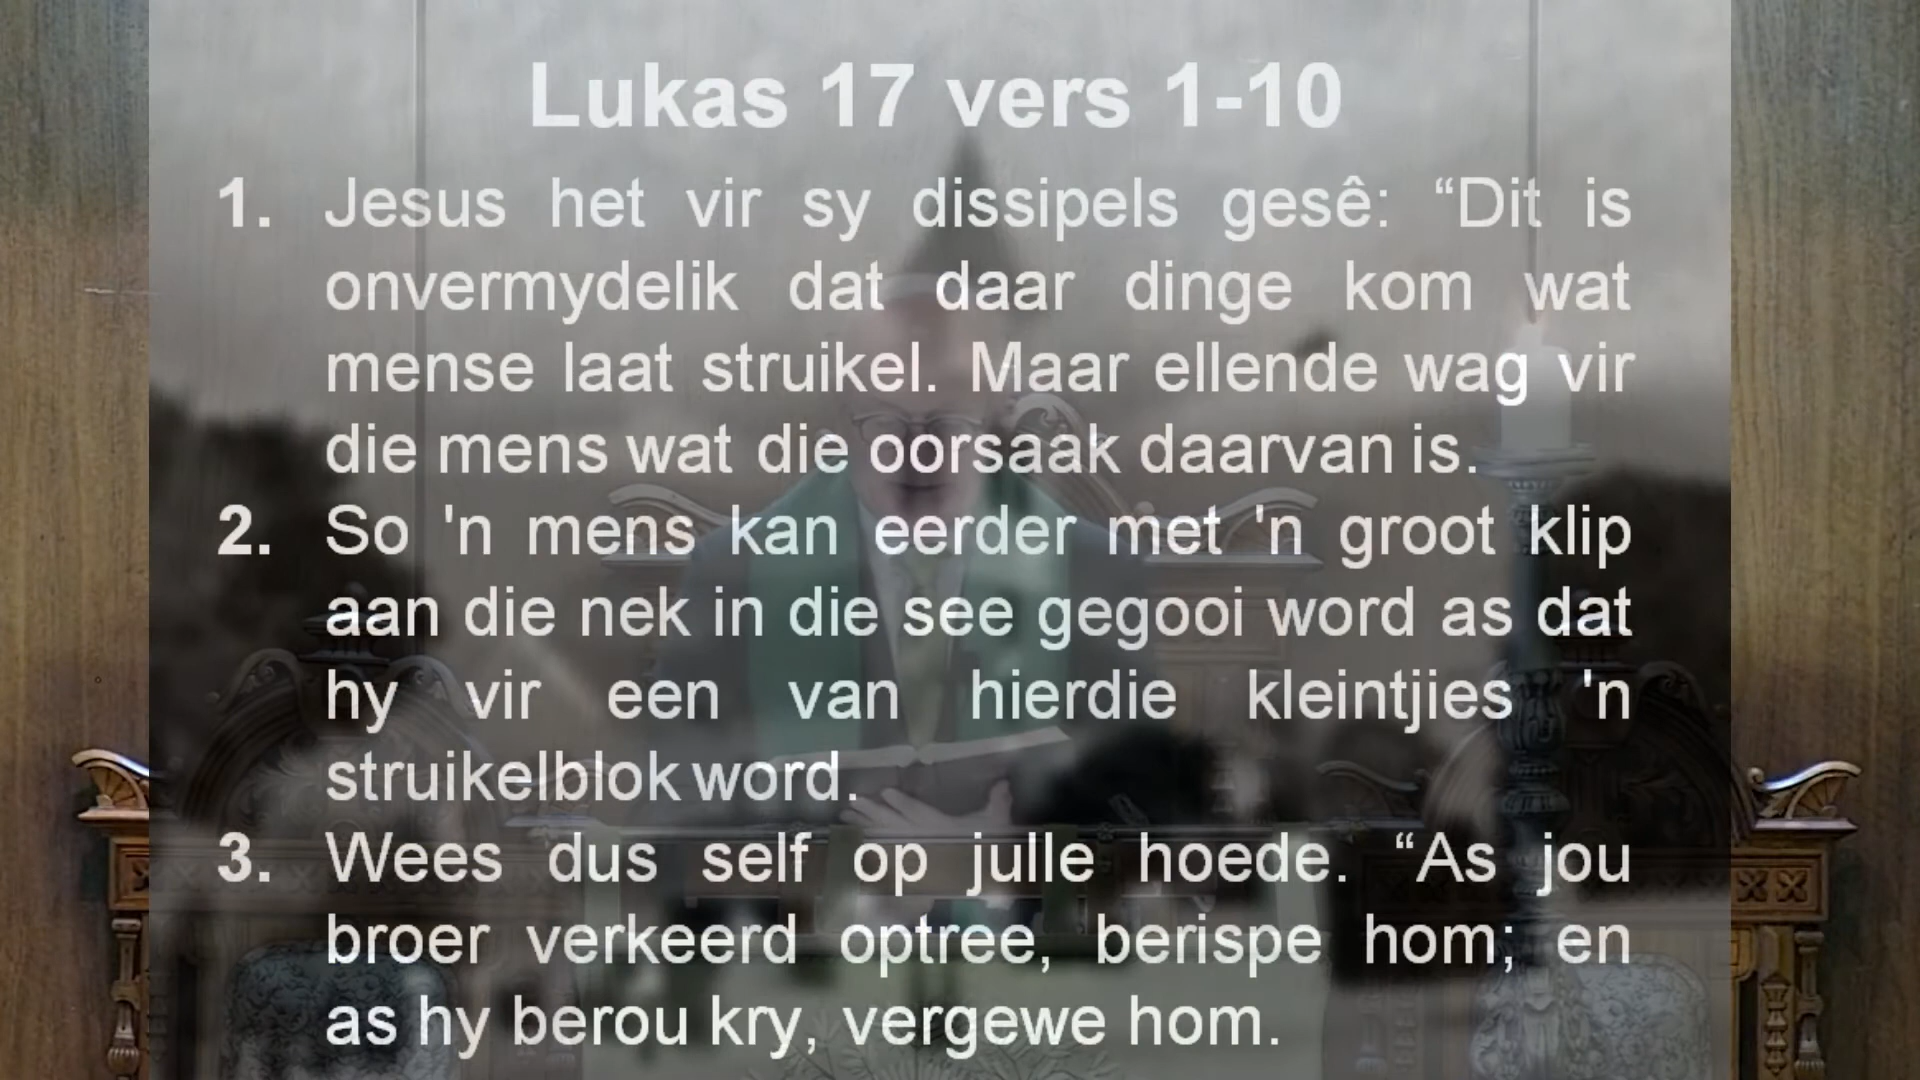 Lukas 17 vers 1-10
1. Jesus het vir sy dissipels gesê: “Dit is
onvermydelik dat daar dinge kom wat
mense laat struikel. Maar ellende wag vir
die mens wat die oorsaak daarvan is.
2. So 'n mens kan eerder met 'n groot klip
aan die nek in die see gegooi word as dat
hy vir een van hierdie kleintjies 'n
struikelblok word.
3. Wees dus self op julle hoede. “As jou
broer verkeerd optree, berispe hom; en
as hy berou kry, vergewe hom.